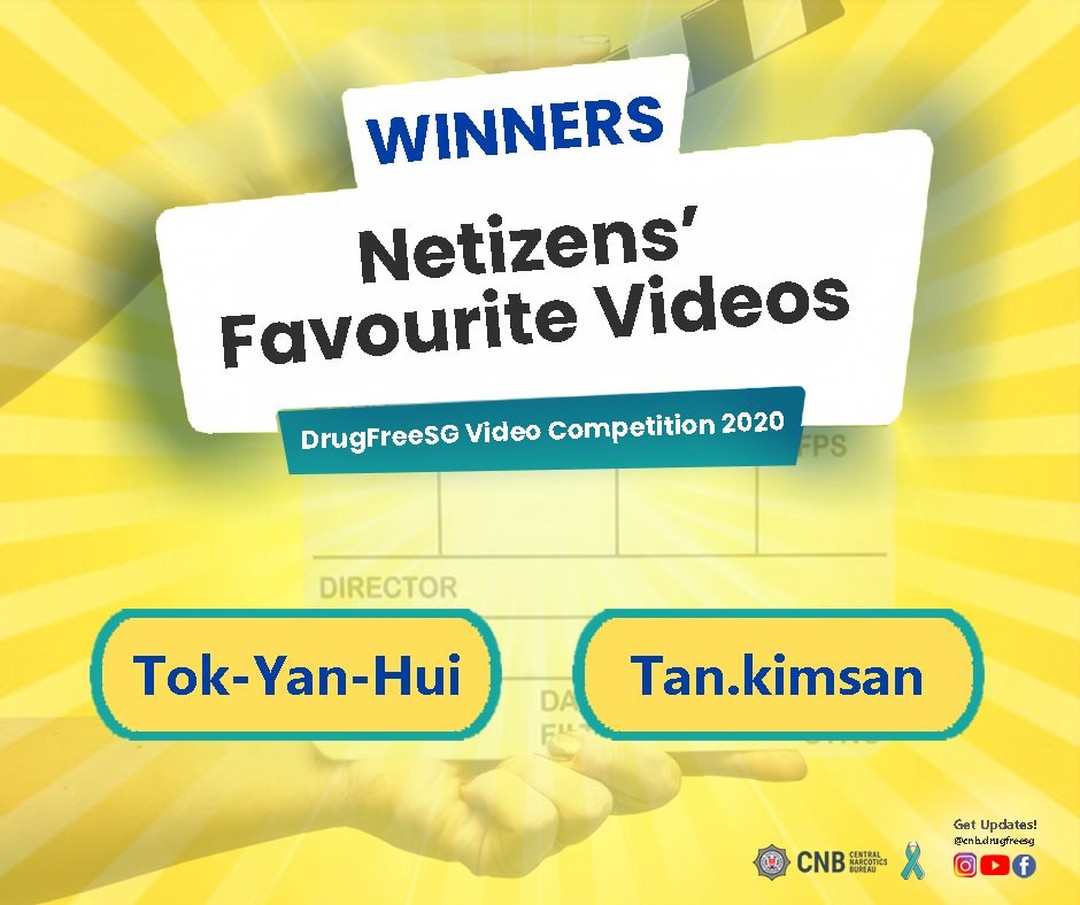 WINNERS
Netizens’
Favourite Videos
DrugFreeSG Video Competition 2020
FPS
DIRECTOR
Tok-Yan-Hui
Tan.kimsan
Get Updates!
@cnb.drugfreesg
CNB CENTRAL
NARCOTICS
BUREAU